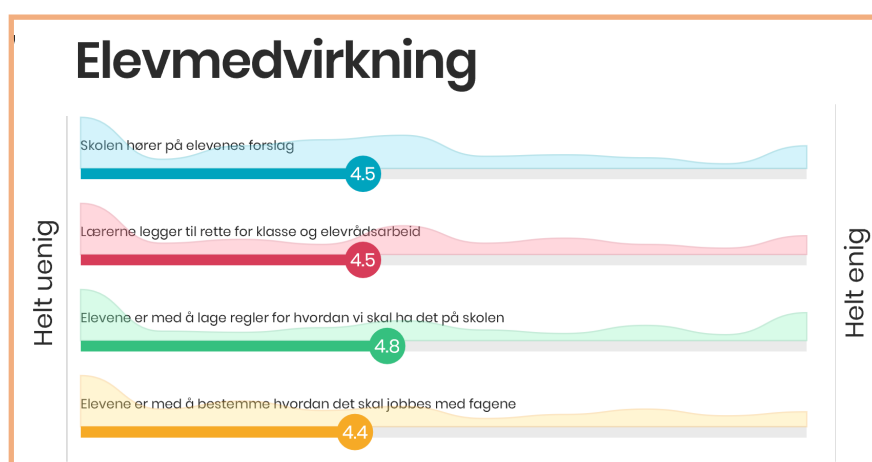 Elevmedvirkning
Skolen hører på elevenes forslag
4.5
Lærerne legger til rette for klasse og elevrådsarbeid
4.5
Helt uenig
Helt enig
Elevene er med å lage regler for hvordan vi skal ha det på skolen
4.8
Elevene er med å bestemme hvordan det skal jobbes med fagene
4.4